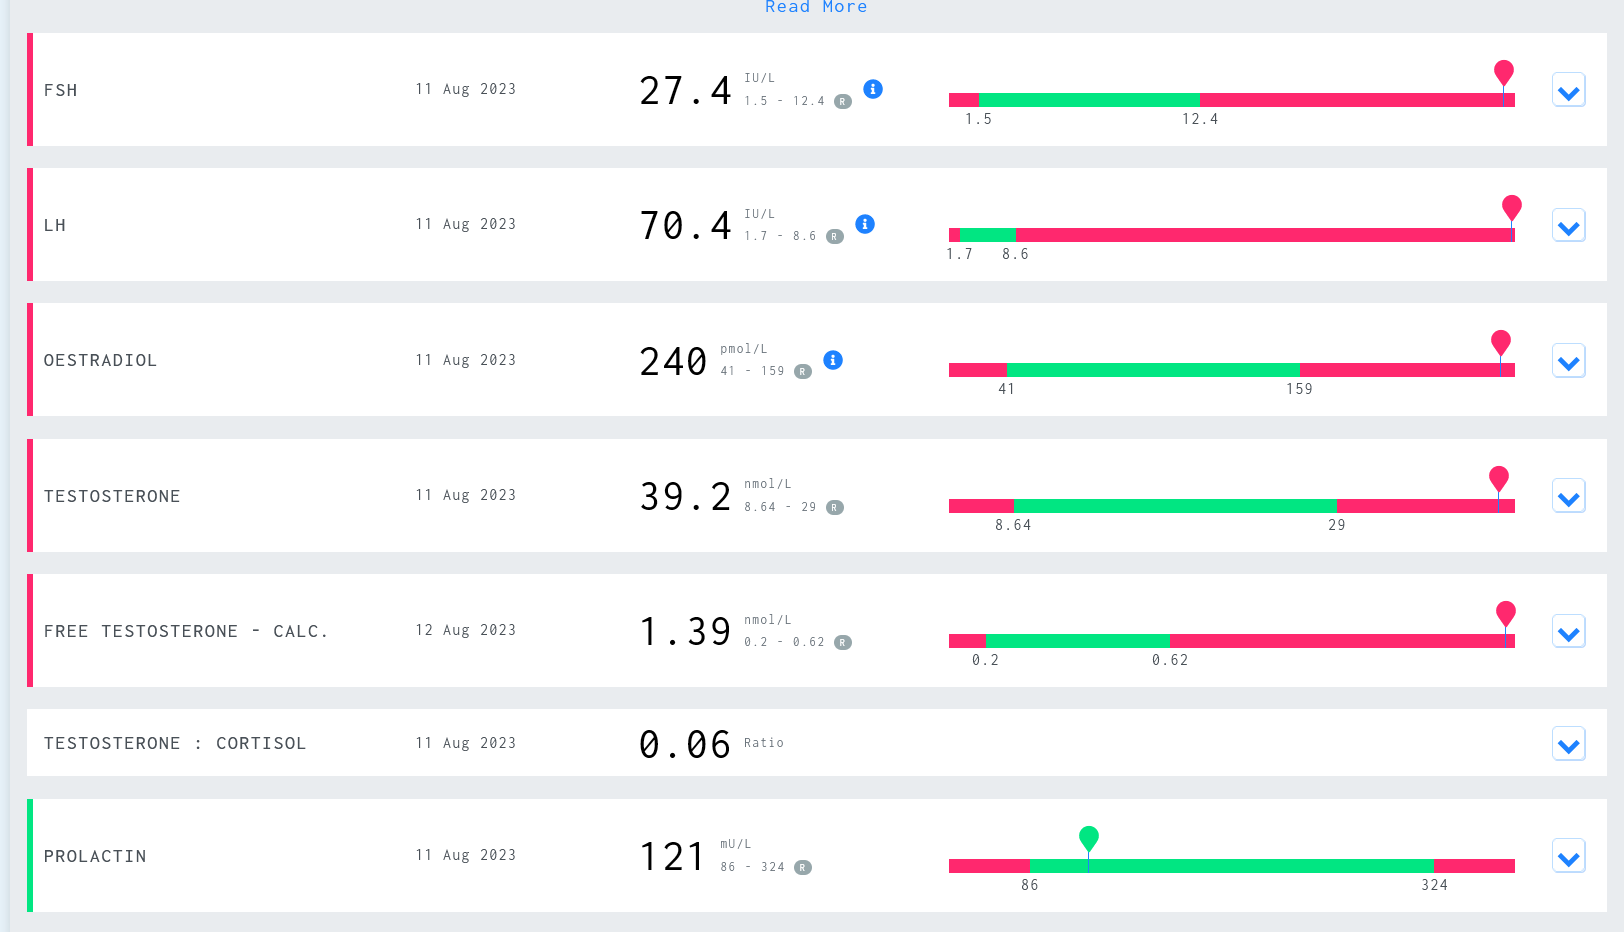 Read More
FSH
11 Aug 2023
27.4
IU/L
1.5 - 12.4 R
i
1.5
12.4
LH
11 Aug 2023
70.4
IU/L
1.7 - 8.6 R
i
1.7
8.6
OESTRADIOL
11 Aug 2023
240
pmol/L
41 - 159 R
i
41
159
TESTOSTERONE
11 Aug 2023
39.2
nmol/L
8.64 - 29 R
8.64
29
FREE TESTOSTERONE - CALC.
12 Aug 2023
1.39
nmol/L
0.2 - 0.62 R
0.2
0.62
TESTOSTERONE : CORTISOL
11 Aug 2023
0.06
Ratio
PROLACTIN
11 Aug 2023
121
mU/L
86 - 324 R
86
324